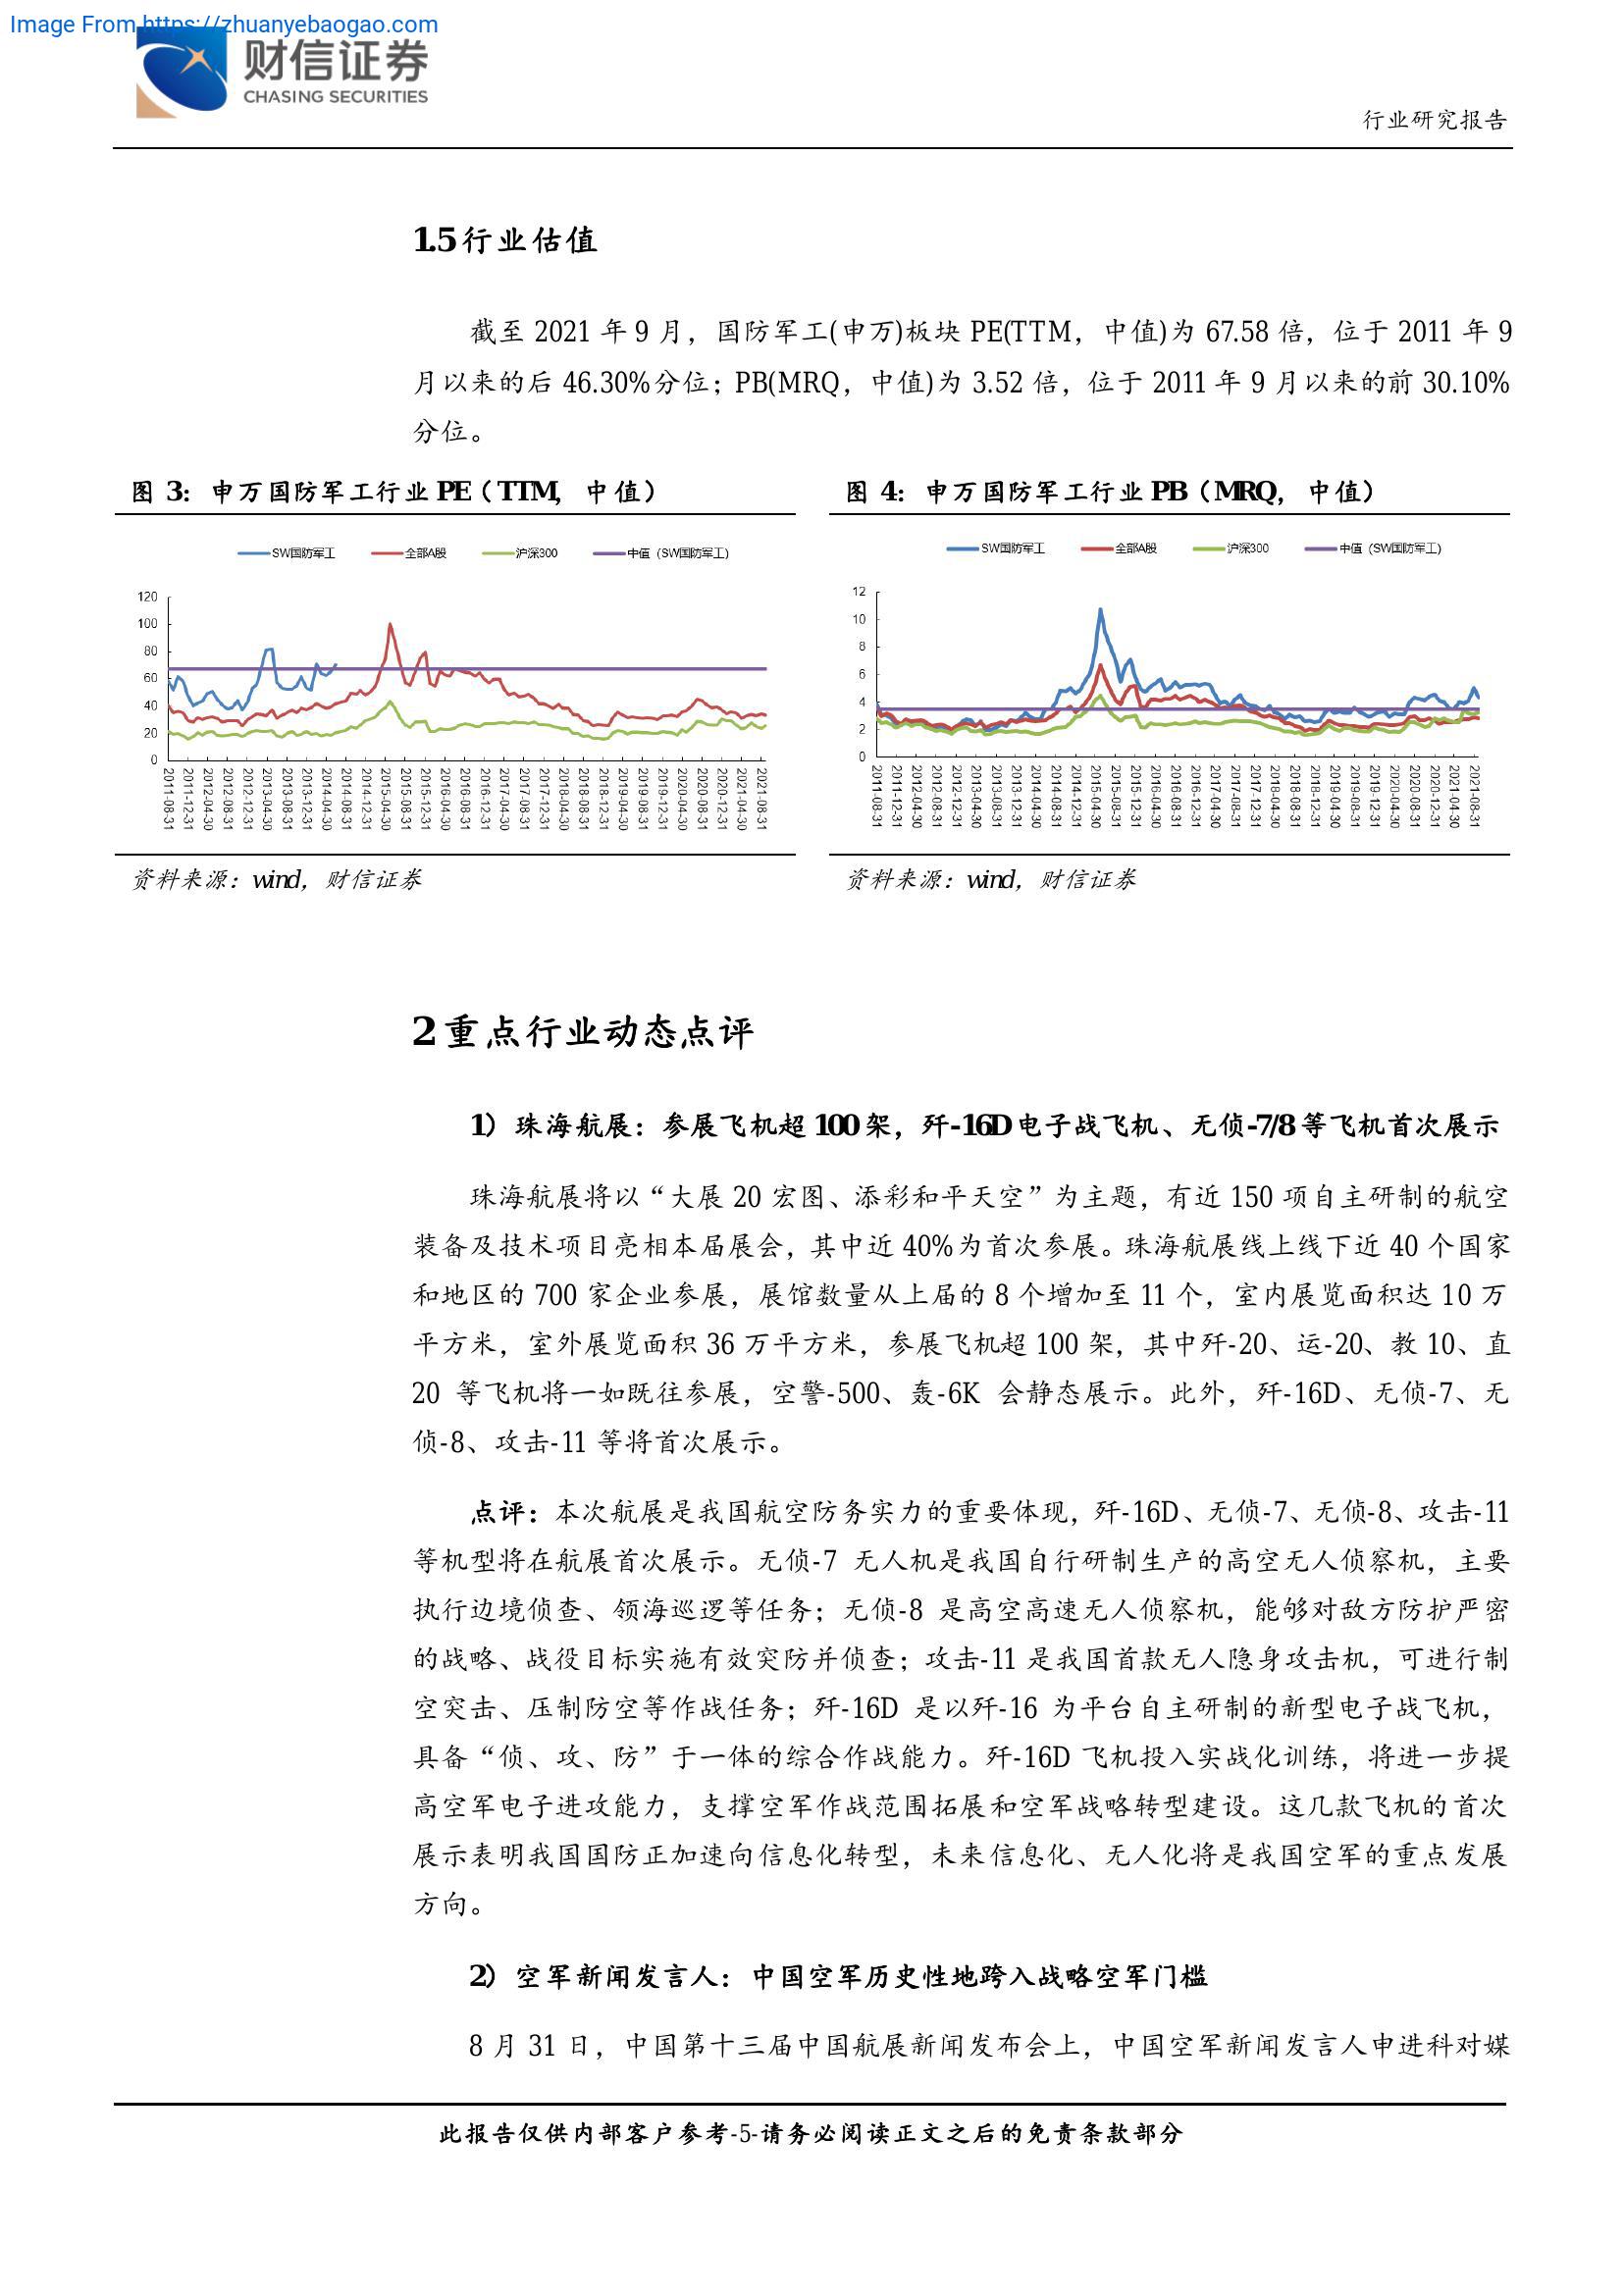 Image From https://zhuanyebaogao.com
财信证券
CHASING SECURITIES
行业研究报告
1.5 行业估值
截至 2021 年 9 月，国防军工(申万)板块 PE(TTM，中值)为 67.58 倍，位于 2011 年 9
月以来的后 46.30%分位；PB(MRQ，中值)为 3.52 倍，位于 2011 年 9 月以来的前 30.10%
分位。
图 3：申万国防军工行业 PE（TTM，中值）
SW国防军工 全部A股 沪深300 中值（SW国防军工)
120
100
80
60
40
20
0
2011-08-31 2011-12-31 2012-04-30 2012-08-31 2012-12-31 2013-04-30 2013-08-31 2013-12-31 2014-04-30 2014-08-31 2014-12-31 2015-04-30 2015-08-31 2015-12-31 2016-04-30 2016-08-31 2016-12-31 2017-04-30 2017-08-31 2017-12-31 2018-04-30 2018-08-31 2018-12-31 2019-04-30 2019-08-31 2019-12-31 2020-04-30 2020-08-31 2020-12-31 2021-04-30 2021-08-31
资料来源：wind，财信证券
图 4：申万国防军工行业 PB（MRQ，中值）
SW国防军工 全部A股 沪深300 中值（SW国防军工)
12
10
8
6
4
2
0
2011-08-31 2011-12-31 2012-04-30 2012-08-31 2012-12-31 2013-04-30 2013-08-31 2013-12-31 2014-04-30 2014-08-31 2014-12-31 2015-04-30 2015-08-31 2015-12-31 2016-04-30 2016-08-31 2016-12-31 2017-04-30 2017-08-31 2017-12-31 2018-04-30 2018-08-31 2018-12-31 2019-04-30 2019-08-31 2019-12-31 2020-04-30 2020-08-31 2020-12-31 2021-04-30 2021-08-31
资料来源：wind，财信证券
2 重点行业动态点评
1）珠海航展：参展飞机超 100 架，歼-16D 电子战飞机、无侦-7/8 等飞机首次展示
珠海航展将以“大展 20 宏图、添彩和平天空”为主题，有近 150 项自主研制的航空
装备及技术项目亮相本届展会，其中近 40%为首次参展。珠海航展线上线下近 40 个国家
和地区的 700 家企业参展，展馆数量从上届的 8 个增加至 11 个，室内展览面积达 10 万
平方米，室外展览面积 36 万平方米，参展飞机超 100 架，其中歼-20、运-20、教 10、直
20 等飞机将一如既往参展，空警-500、轰-6K 会静态展示。此外，歼-16D、无侦-7、无
侦-8、攻击-11 等将首次展示。
点评：本次航展是我国航空防务实力的重要体现，歼-16D、无侦-7、无侦-8、攻击-11
等机型将在航展首次展示。无侦-7 无人机是我国自行研制生产的高空无人侦察机，主要
执行边境侦查、领海巡逻等任务；无侦-8 是高空高速无人侦察机，能够对敌方防护严密
的战略、战役目标实施有效突防并侦查；攻击-11 是我国首款无人隐身攻击机，可进行制
空突击、压制防空等作战任务；歼-16D 是以歼-16 为平台自主研制的新型电子战飞机，
具备“侦、攻、防”于一体的综合作战能力。歼-16D 飞机投入实战化训练，将进一步提
高空军电子进攻能力，支撑空军作战范围拓展和空军战略转型建设。这几款飞机的首次
展示表明我国国防正加速向信息化转型，未来信息化、无人化将是我国空军的重点发展
方向。
2）空军新闻发言人：中国空军历史性地跨入战略空军门槛
8 月 31 日，中国第十三届中国航展新闻发布会上，中国空军新闻发言人申进科对媒
此报告仅供内部客户参考-5-请务必阅读正文之后的免责条款部分